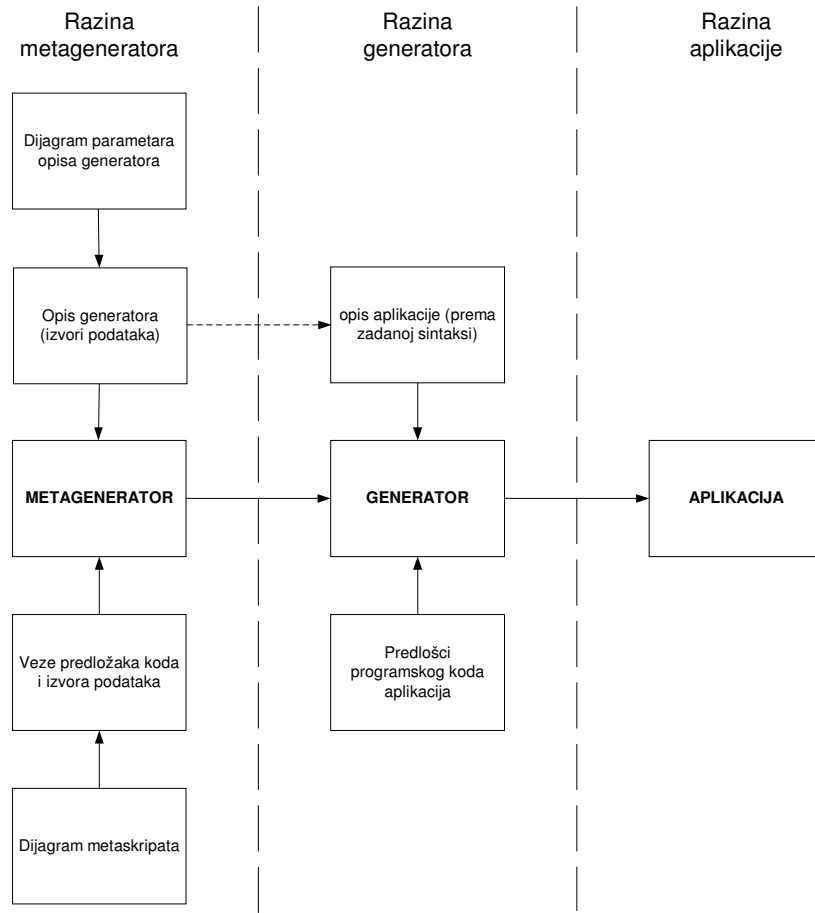 Razina
metageneratora
Razina
generatora
Razina
aplikacije
Dijagram parametara
opisa generatora
Opis generatora
(izvori podataka)
opis aplikacije (prema
zadanoj sintaksi)
METAGENERATOR
GENERATOR
APLIKACIJA
Veze predložaka koda
i izvora podataka
Predlošci
programskog koda
aplikacija
Dijagram metaskripata